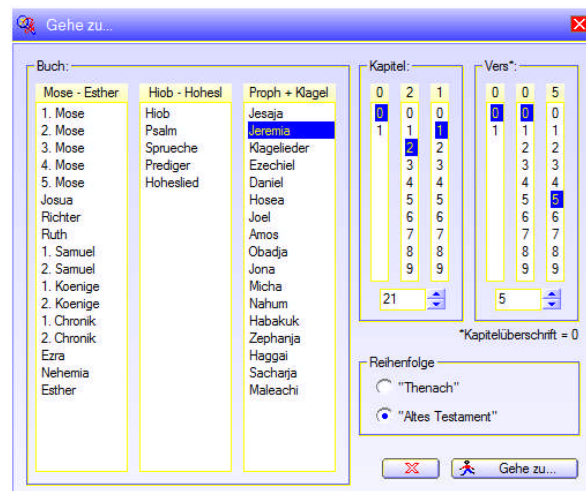 Gehe zu...
Buch:
Mose - Esther
1. Mose
2. Mose
3. Mose
4. Mose
5. Mose
Josua
Richter
Ruth
1. Samuel
2. Samuel
1. Koenige
2. Koenige
1. Chronik
2. Chronik
Ezra
Nehemia
Esther
Hiob - Hohesl
Hiob
Psalm
Sprueche
Prediger
Hoheslied
Proph + Klagel
Jesaja
Jeremia
Klagelieder
Ezechiel
Daniel
Hosea
Joel
Amos
Obadja
Jona
Micha
Nahum
Habakuk
Zephanja
Haggai
Sacharja
Maleachi
Kapitel:
0 2 1
0 0 0
1 1 1
2 2
3 3
4 4
5 5
6 6
7 7
8 8
9 9
21
Vers*:
0 0 5
0 0 0
1 1 1
2 2
3 3
4 4
5 5
6 6
7 7
8 8
9 9
5
*Kapitelüberschrift = 0
Reihenfolge
"Thenach"
"Altes Testament"
Gehe zu...